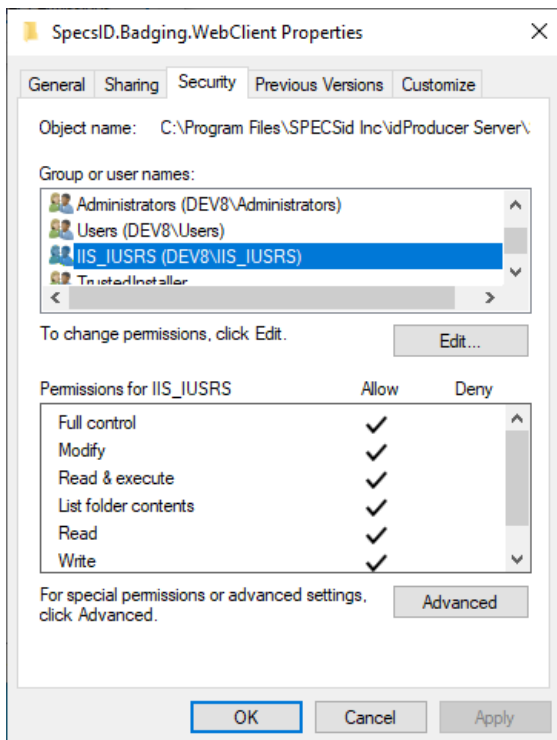 SpecsID.Badging.WebClient Properties
General Sharing Security Previous Versions Customize
Object name: C:\Program Files\SPECSid Inc\idProducer Server\
Group or user names:
Administrators (DEV8\Administrators)
Users (DEV8\Users)
IIS_IUSRS (DEV8\IIS_IUSRS)
TrustedInstaller
To change permissions, click Edit.
Edit...
Permissions for IIS_IUSRS Allow Deny
Full control
Modify
Read & execute
List folder contents
Read
Write
For special permissions or advanced settings,
click Advanced.
Advanced
OK Cancel Apply